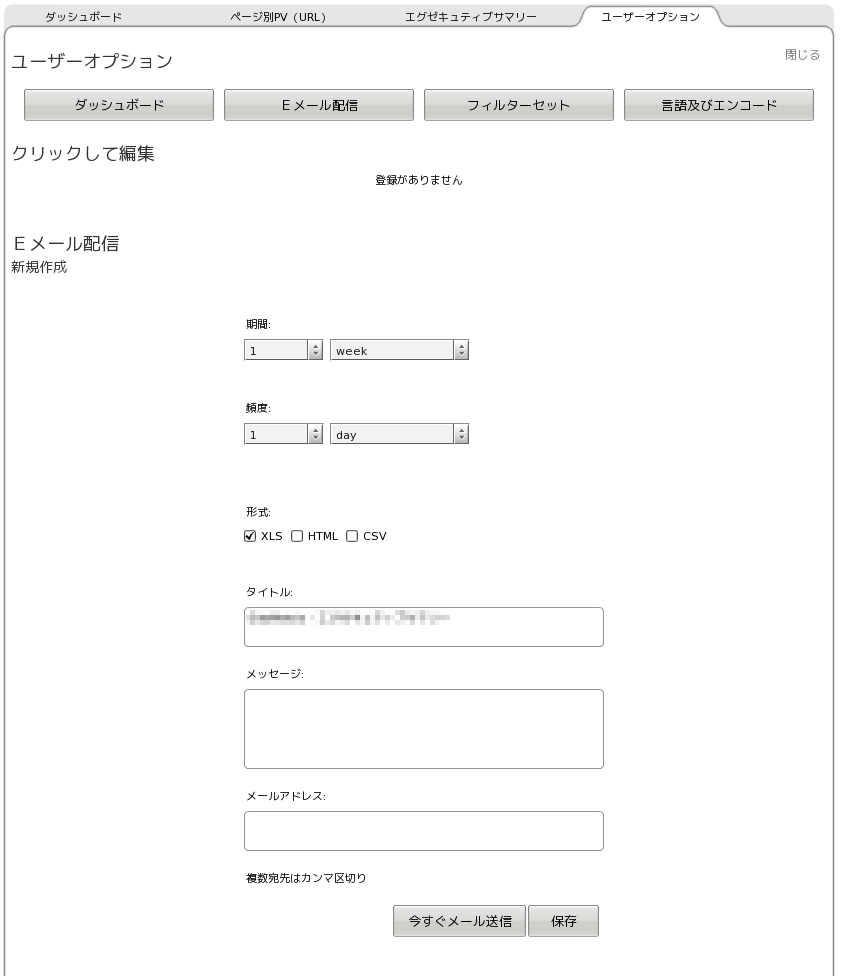 ダッシュボード ページ別PV（URL） エグゼキュティブサマリー ユーザーオプション
ユーザーオプション 閉じる
ダッシュボード Ｅメール配信 フィルターセット 言語及びエンコード
クリックして編集
登録がありません
Ｅメール配信
新規作成
期間:
1 week
頻度:
1 day
形式:
XLS HTML CSV
タイトル:
メッセージ:
メールアドレス:
複数宛先はカンマ区切り
今すぐメール送信 保存